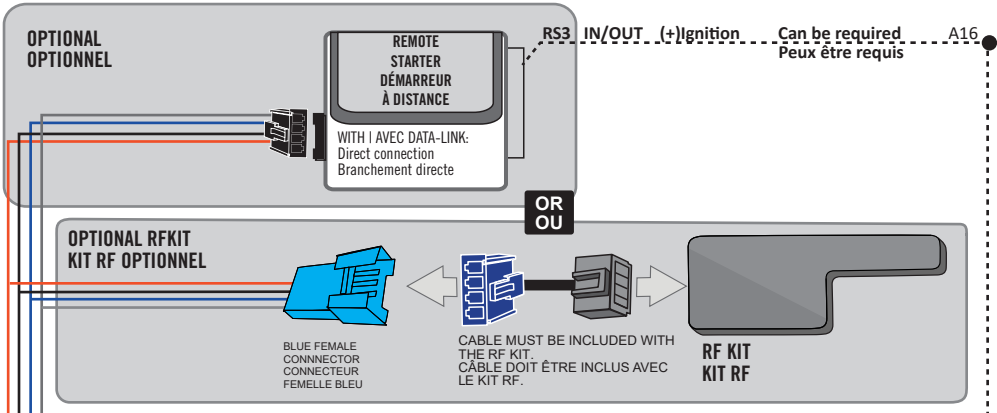 OPTIONAL
OPTIONNEL
REMOTE
STARTER
DÉMARREUR
À DISTANCE
WITH | AVEC DATA-LINK:
Direct connection
Branchement directe
RS3 IN/OUT (+)Ignition Can be required A16
Peux être requis
OR
OU
OPTIONAL RFKIT
KIT RF OPTIONNEL
BLUE FEMALE
CONNNECTOR
CONNECTEUR
FEMELLE BLEU
CABLE MUST BE INCLUDED WITH
THE RF KIT.
CÂBLE DOIT ÊTRE INCLUS AVEC
LE KIT RF.
RF KIT
KIT RF